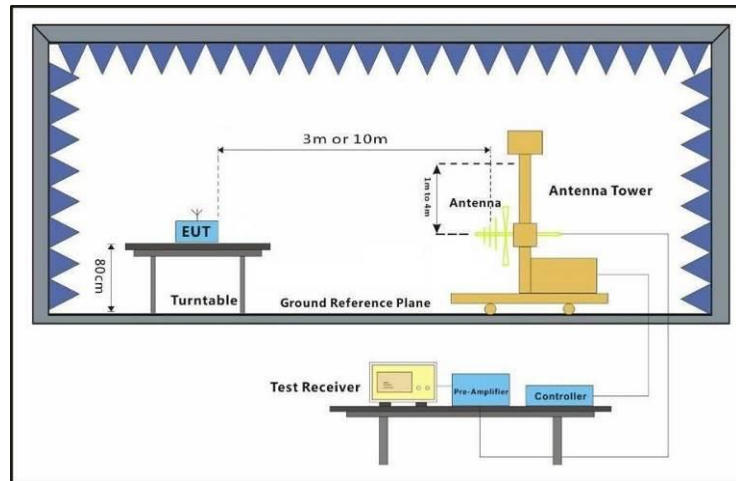 3m or 10m
1m to 4m
Antenna
Antenna Tower
EUT
80cm
Turntable
Ground Reference Plane
Test Receiver
Pre-Amplifier
Controller